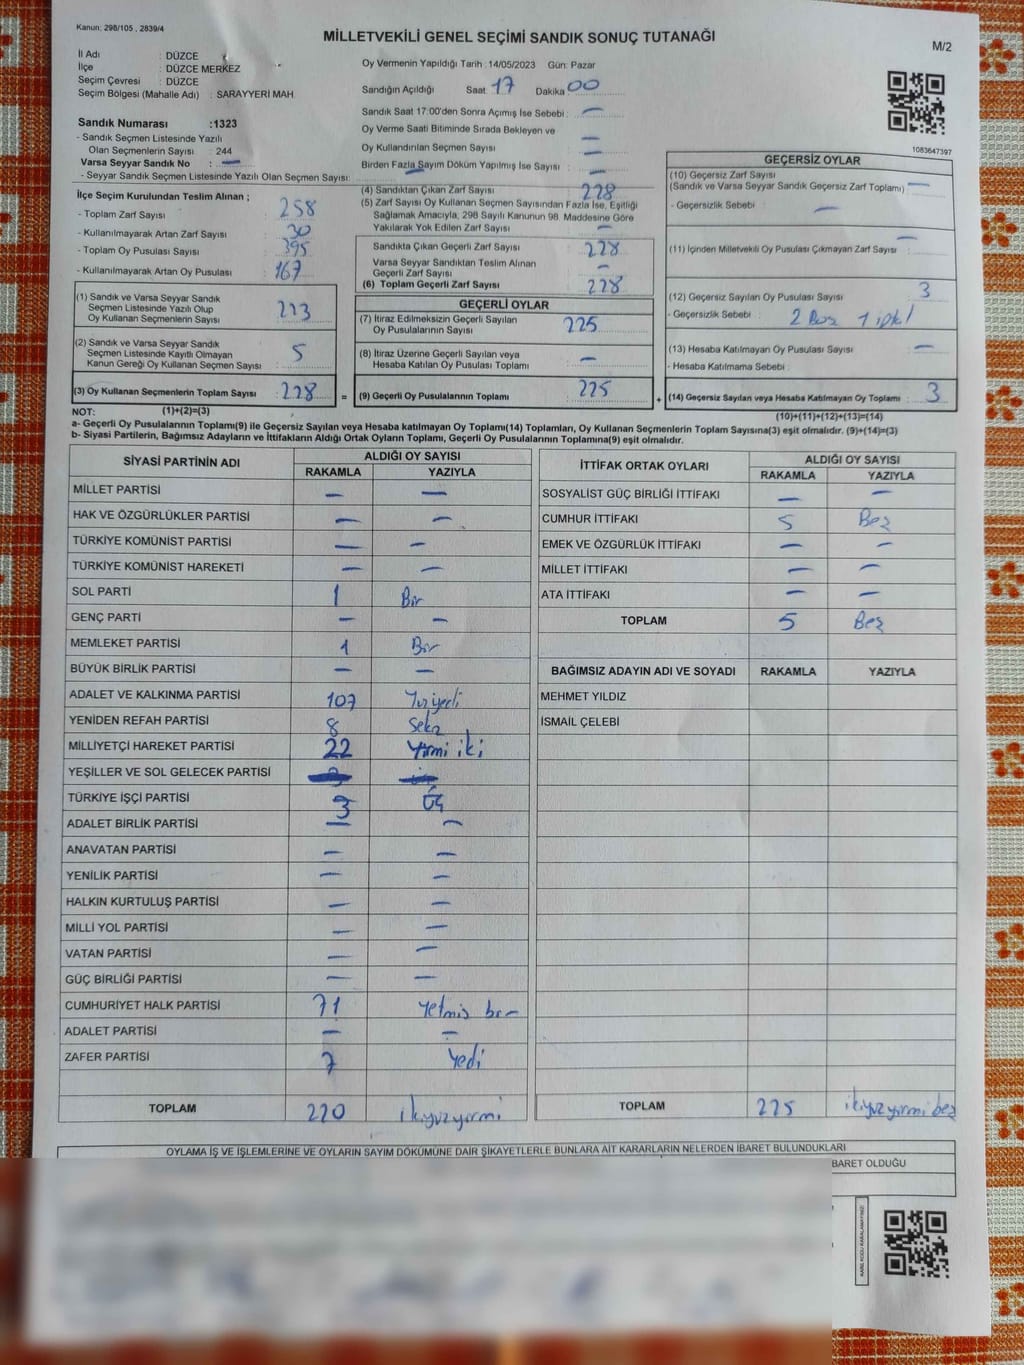 Kanun: 298/105 , 2839/4
MİLLETVEKİLİ GENEL SEÇİMİ SANDIK SONUÇ TUTANAĞI
M/2
İl Adı : DÜZCE
İlçe : DÜZCE MERKEZ
Seçim Çevresi : DÜZCE
Seçim Bölgesi (Mahalle Adı) : SARAYYERİ MAH.
Sandık Numarası :1323
- Sandık Seçmen Listesinde Yazılı
Olan Seçmenlerin Sayısı : 244
Varsa Seyyar Sandık No : —
- Seyyar Sandık Seçmen Listesinde Yazılı Olan Seçmen Sayısı: —
Oy Vermenin Yapıldığı Tarih :14/05/2023 Gün: Pazar
Sandığın Açıldığı Saat 17 Dakika 00
Sandık Saat 17:00'den Sonra Açımış İse Sebebi : —
Oy Verme Saati Bitiminde Sırada Bekleyen ve
Oy Kullandırılan Seçmen Sayısı —
Birden Fazla Sayım Döküm Yapılmış İse Sayısı : —
1083647397
İlçe Seçim Kurulundan Teslim Alınan ;
- Toplam Zarf Sayısı : 258
- Kullanılmayarak Artan Zarf Sayısı : 30
- Toplam Oy Pusulası Sayısı : 395
- Kullanılmayarak Artan Oy Pusulası : 167
(1) Sandık ve Varsa Seyyar Sandık
Seçmen Listesinde Yazılı Olup
Oy Kullanan Seçmenlerin Sayısı : 223
(2) Sandık ve Varsa Seyyar Sandık
Seçmen Listesinde Kayıtlı Olmayan
Kanun Gereği Oy Kullanan Seçmen Sayısı : 5
(3) Oy Kullanan Seçmenlerin Toplam Sayısı : 228 =
(4) Sandıktan Çıkan Zarf Sayısı : 228
(5) Zarf Sayısı Oy Kullanan Seçmen Sayısından Fazla İse, Eşitliği
Sağlamak Amacıyla, 298 Sayılı Kanunun 98. Maddesine Göre
Yakılarak Yok Edilen Zarf Sayısı : —
Sandıkta Çıkan Geçerli Zarf Sayısı : 228
Varsa Seyyar Sandıktan Teslim Alınan
Geçerli Zarf Sayısı : —
(6) Toplam Geçerli Zarf Sayısı : 228
GEÇERLİ OYLAR
(7) İtiraz Edilmeksizin Geçerli Sayılan
Oy Pusulalarının Sayısı : 225
(8) İtiraz Üzerine Geçerli Sayılan veya
Hesaba Katılan Oy Pusulası Toplamı : —
(9) Geçerli Oy Pusulalarının Toplamı : 225 +
GEÇERSİZ OYLAR
(10) Geçersiz Zarf Sayısı
(Sandık ve Varsa Seyyar Sandık Geçersiz Zarf Toplamı) —
- Geçersizlik Sebebi : —
(11) İçinden Milletvekili Oy Pusulası Çıkmayan Zarf Sayısı : —
(12) Geçersiz Sayılan Oy Pusulası Sayısı : 3
- Geçersizlik Sebebi : 2 Boş 1 iptal
(13) Hesaba Katılmayan Oy Pusulası Sayısı : —
- Hesaba Katılmama Sebebi :
(14) Geçersiz Sayılan veya Hesaba Katılmayan Oy Toplamı : 3
NOT: (1)+(2)=(3)
(10)+(11)+(12)+(13)=(14)
a- Geçerli Oy Pusulalarının Toplamı(9) ile Geçersiz Sayılan veya Hesaba katılmayan Oy Toplamı(14) Toplamları, Oy Kullanan Seçmenlerin Toplam Sayısına(3) eşit olmalıdır. (9)+(14)=(3)
b- Siyasi Partilerin, Bağımsız Adayların ve İttifakların Aldığı Ortak Oyların Toplamı, Geçerli Oy Pusulalarının Toplamına(9) eşit olmalıdır.
SİYASİ PARTİNİN ADI ALDIĞI OY SAYISI
RAKAMLA YAZIYLA
MİLLET PARTİSİ — —
HAK VE ÖZGÜRLÜKLER PARTİSİ — —
TÜRKİYE KOMÜNİST PARTİSİ — —
TÜRKİYE KOMÜNİST HAREKETİ — —
SOL PARTİ 1 Bir
GENÇ PARTİ — —
MEMLEKET PARTİSİ 1 Bir
BÜYÜK BİRLİK PARTİSİ — —
ADALET VE KALKINMA PARTİSİ 107 Yüzyedi
YENİDEN REFAH PARTİSİ 8 Sekiz
MİLLİYETÇİ HAREKET PARTİSİ 22 Yirmi iki
YEŞİLLER VE SOL GELECEK PARTİSİ
TÜRKİYE İŞÇİ PARTİSİ 3 Üç
ADALET BİRLİK PARTİSİ — —
ANAVATAN PARTİSİ — —
YENİLİK PARTİSİ — —
HALKIN KURTULUŞ PARTİSİ — —
MİLLİ YOL PARTİSİ — —
VATAN PARTİSİ — —
GÜÇ BİRLİĞİ PARTİSİ — —
CUMHURİYET HALK PARTİSİ 71 Yetmiş bir
ADALET PARTİSİ — —
ZAFER PARTİSİ 7 Yedi
TOPLAM 220 ikiyüzyirmi
İTTİFAK ORTAK OYLARI ALDIĞI OY SAYISI
RAKAMLA YAZIYLA
SOSYALİST GÜÇ BİRLİĞİ İTTİFAKI — —
CUMHUR İTTİFAKI 5 Beş
EMEK VE ÖZGÜRLÜK İTTİFAKI — —
MİLLET İTTİFAKI — —
ATA İTTİFAKI — —
TOPLAM 5 Beş
BAĞIMSIZ ADAYIN ADI VE SOYADI RAKAMLA YAZIYLA
MEHMET YILDIZ
İSMAİL ÇELEBİ
TOPLAM 225 ikiyüzyirmi beş
OYLAMA İŞ VE İŞLEMLERİNE VE OYLARIN SAYIM DÖKÜMÜNE DAİR ŞİKAYETLERLE BUNLARA AİT KARARLARIN NELERDEN İBARET BULUNDUKLARI
BARET OLDUĞU